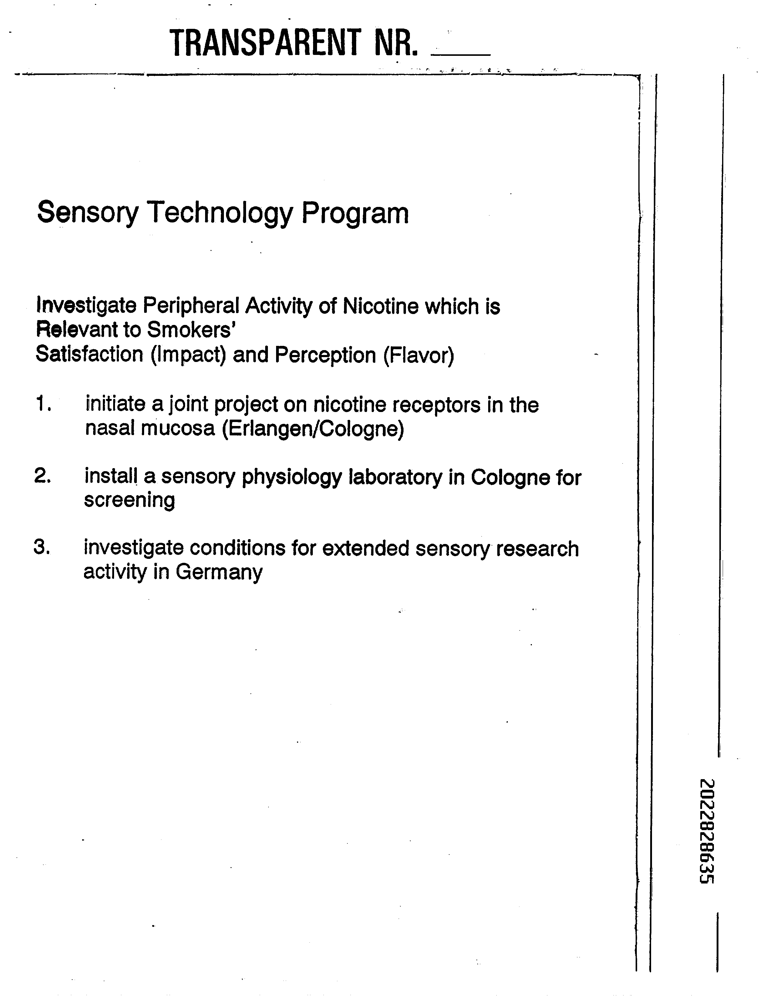 TRANSPARENT NR. ____
Sensory Technology Program
Investigate Peripheral Activity of Nicotine which is
Relevant to Smokers'
Satisfaction (Impact) and Perception (Flavor)
1. initiate a joint project on nicotine receptors in the
nasal mucosa (Erlangen/Cologne)
2. install a sensory physiology laboratory in Cologne for
screening
3. investigate conditions for extended sensory research
activity in Germany
2022828635